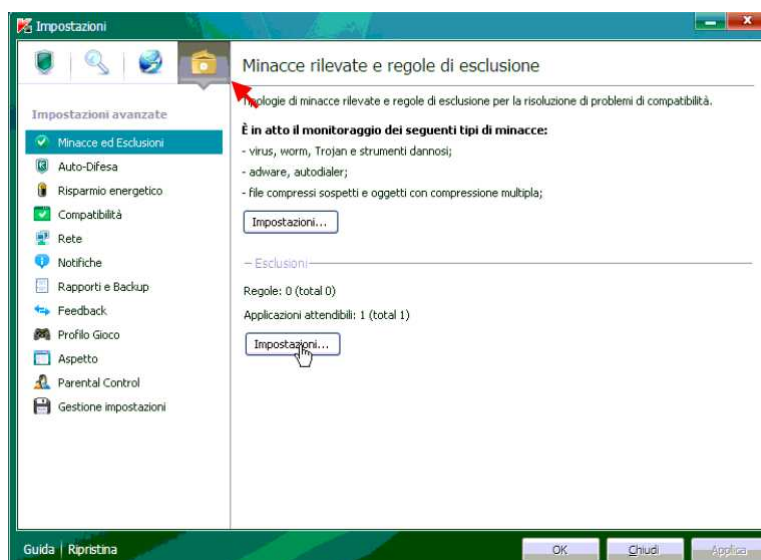 Impostazioni
Minacce rilevate e regole di esclusione
Tipologie di minacce rilevate e regole di esclusione per la risoluzione di problemi di compatibilità.
Impostazioni avanzate
È in atto il monitoraggio dei seguenti tipi di minacce:
Minacce ed Esclusioni
- virus, worm, Trojan e strumenti dannosi;
Auto-Difesa
- adware, autodialer;
Risparmio energetico
- file compressi sospetti e oggetti con compressione multipla;
Compatibilità
Impostazioni...
Rete
Notifiche
Esclusioni
Rapporti e Backup
Regole: 0 (total 0)
Feedback
Applicazioni attendibili: 1 (total 1)
Profilo Gioco
Impostazioni...
Aspetto
Parental Control
Gestione impostazioni
Guida | Ripristina
OK
Chiudi
Applica